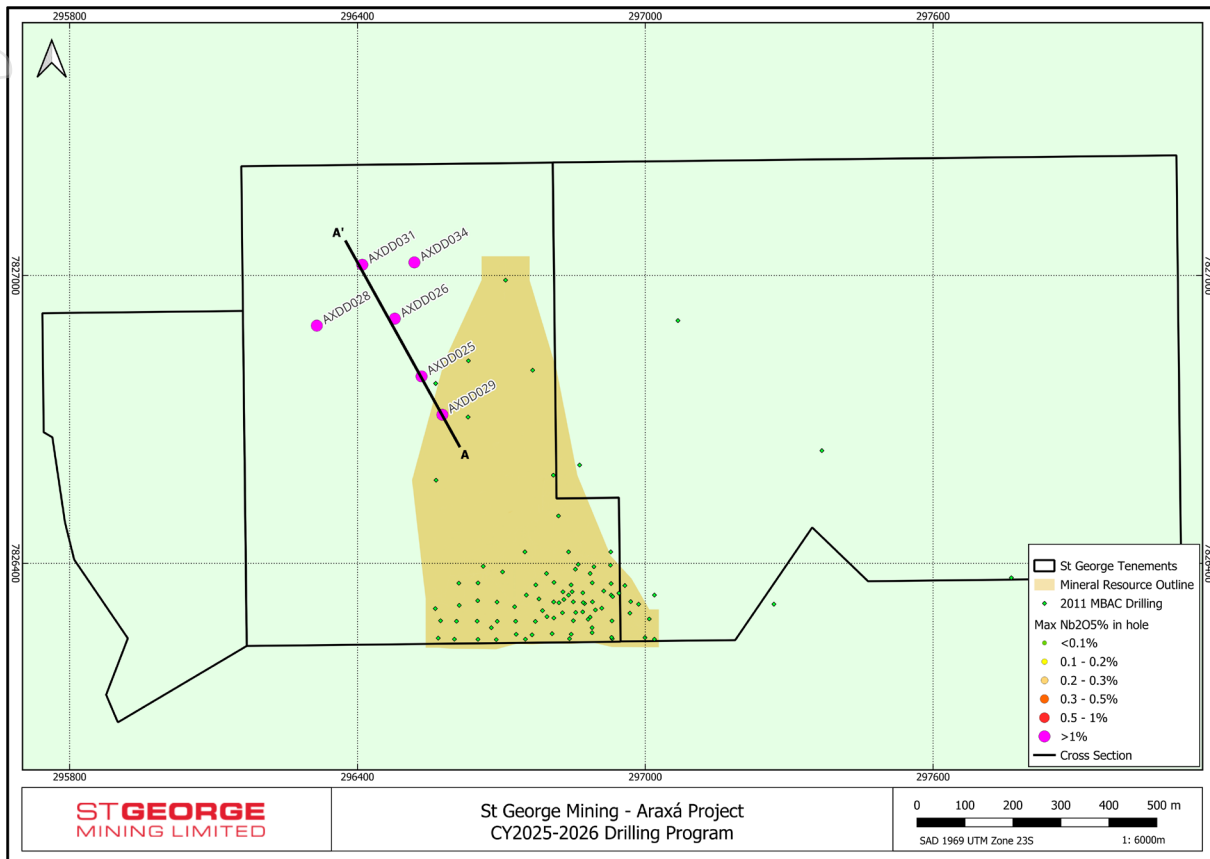 295800
296400
297000
297600
A'
AXDD031
AXDD034
7827000
7827000
AXDD028
AXDD026
AXDD025
AXDD029
A
7826400
7826400
St George Tenements
Mineral Resource Outline
2011 MBAC Drilling
Max Nb2O5% in hole
<0.1%
0.1 - 0.2%
0.2 - 0.3%
0.3 - 0.5%
0.5 - 1%
>1%
Cross Section
295800
296400
297000
297600
STGEORGE
MINING LIMITED
St George Mining - Araxá Project
CY2025-2026 Drilling Program
0 100 200 300 400 500 m
SAD 1969 UTM Zone 23S
1: 6000m